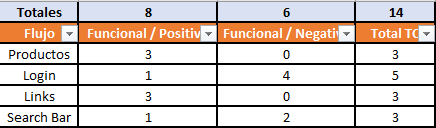 Totales 8 6 14
Flujo Funcional / Positiv Funcional / Negativ Total TC
Productos 3 0 3
Login 1 4 5
Links 3 0 3
Search Bar 1 2 3